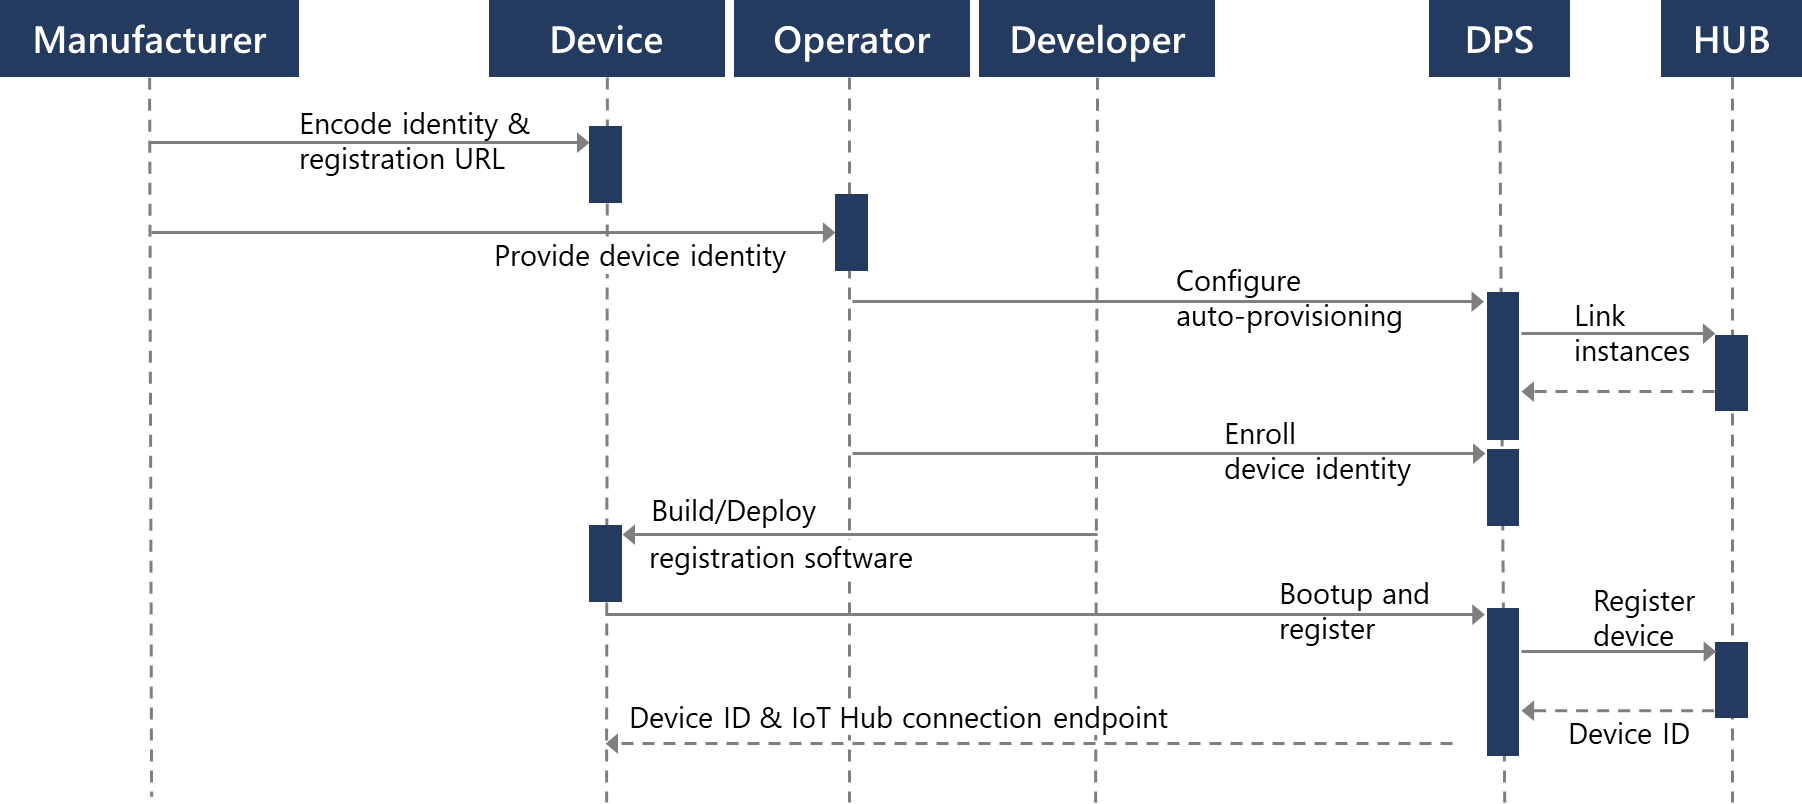 Manufacturer
Device
Operator
Developer
DPS
HUB
Encode identity &
registration URL
Provide device identity
Configure
auto-provisioning
Link
instances
Enroll
device identity
Build/Deploy
registration software
Bootup and
register
Register
device
Device ID & IoT Hub connection endpoint
Device ID